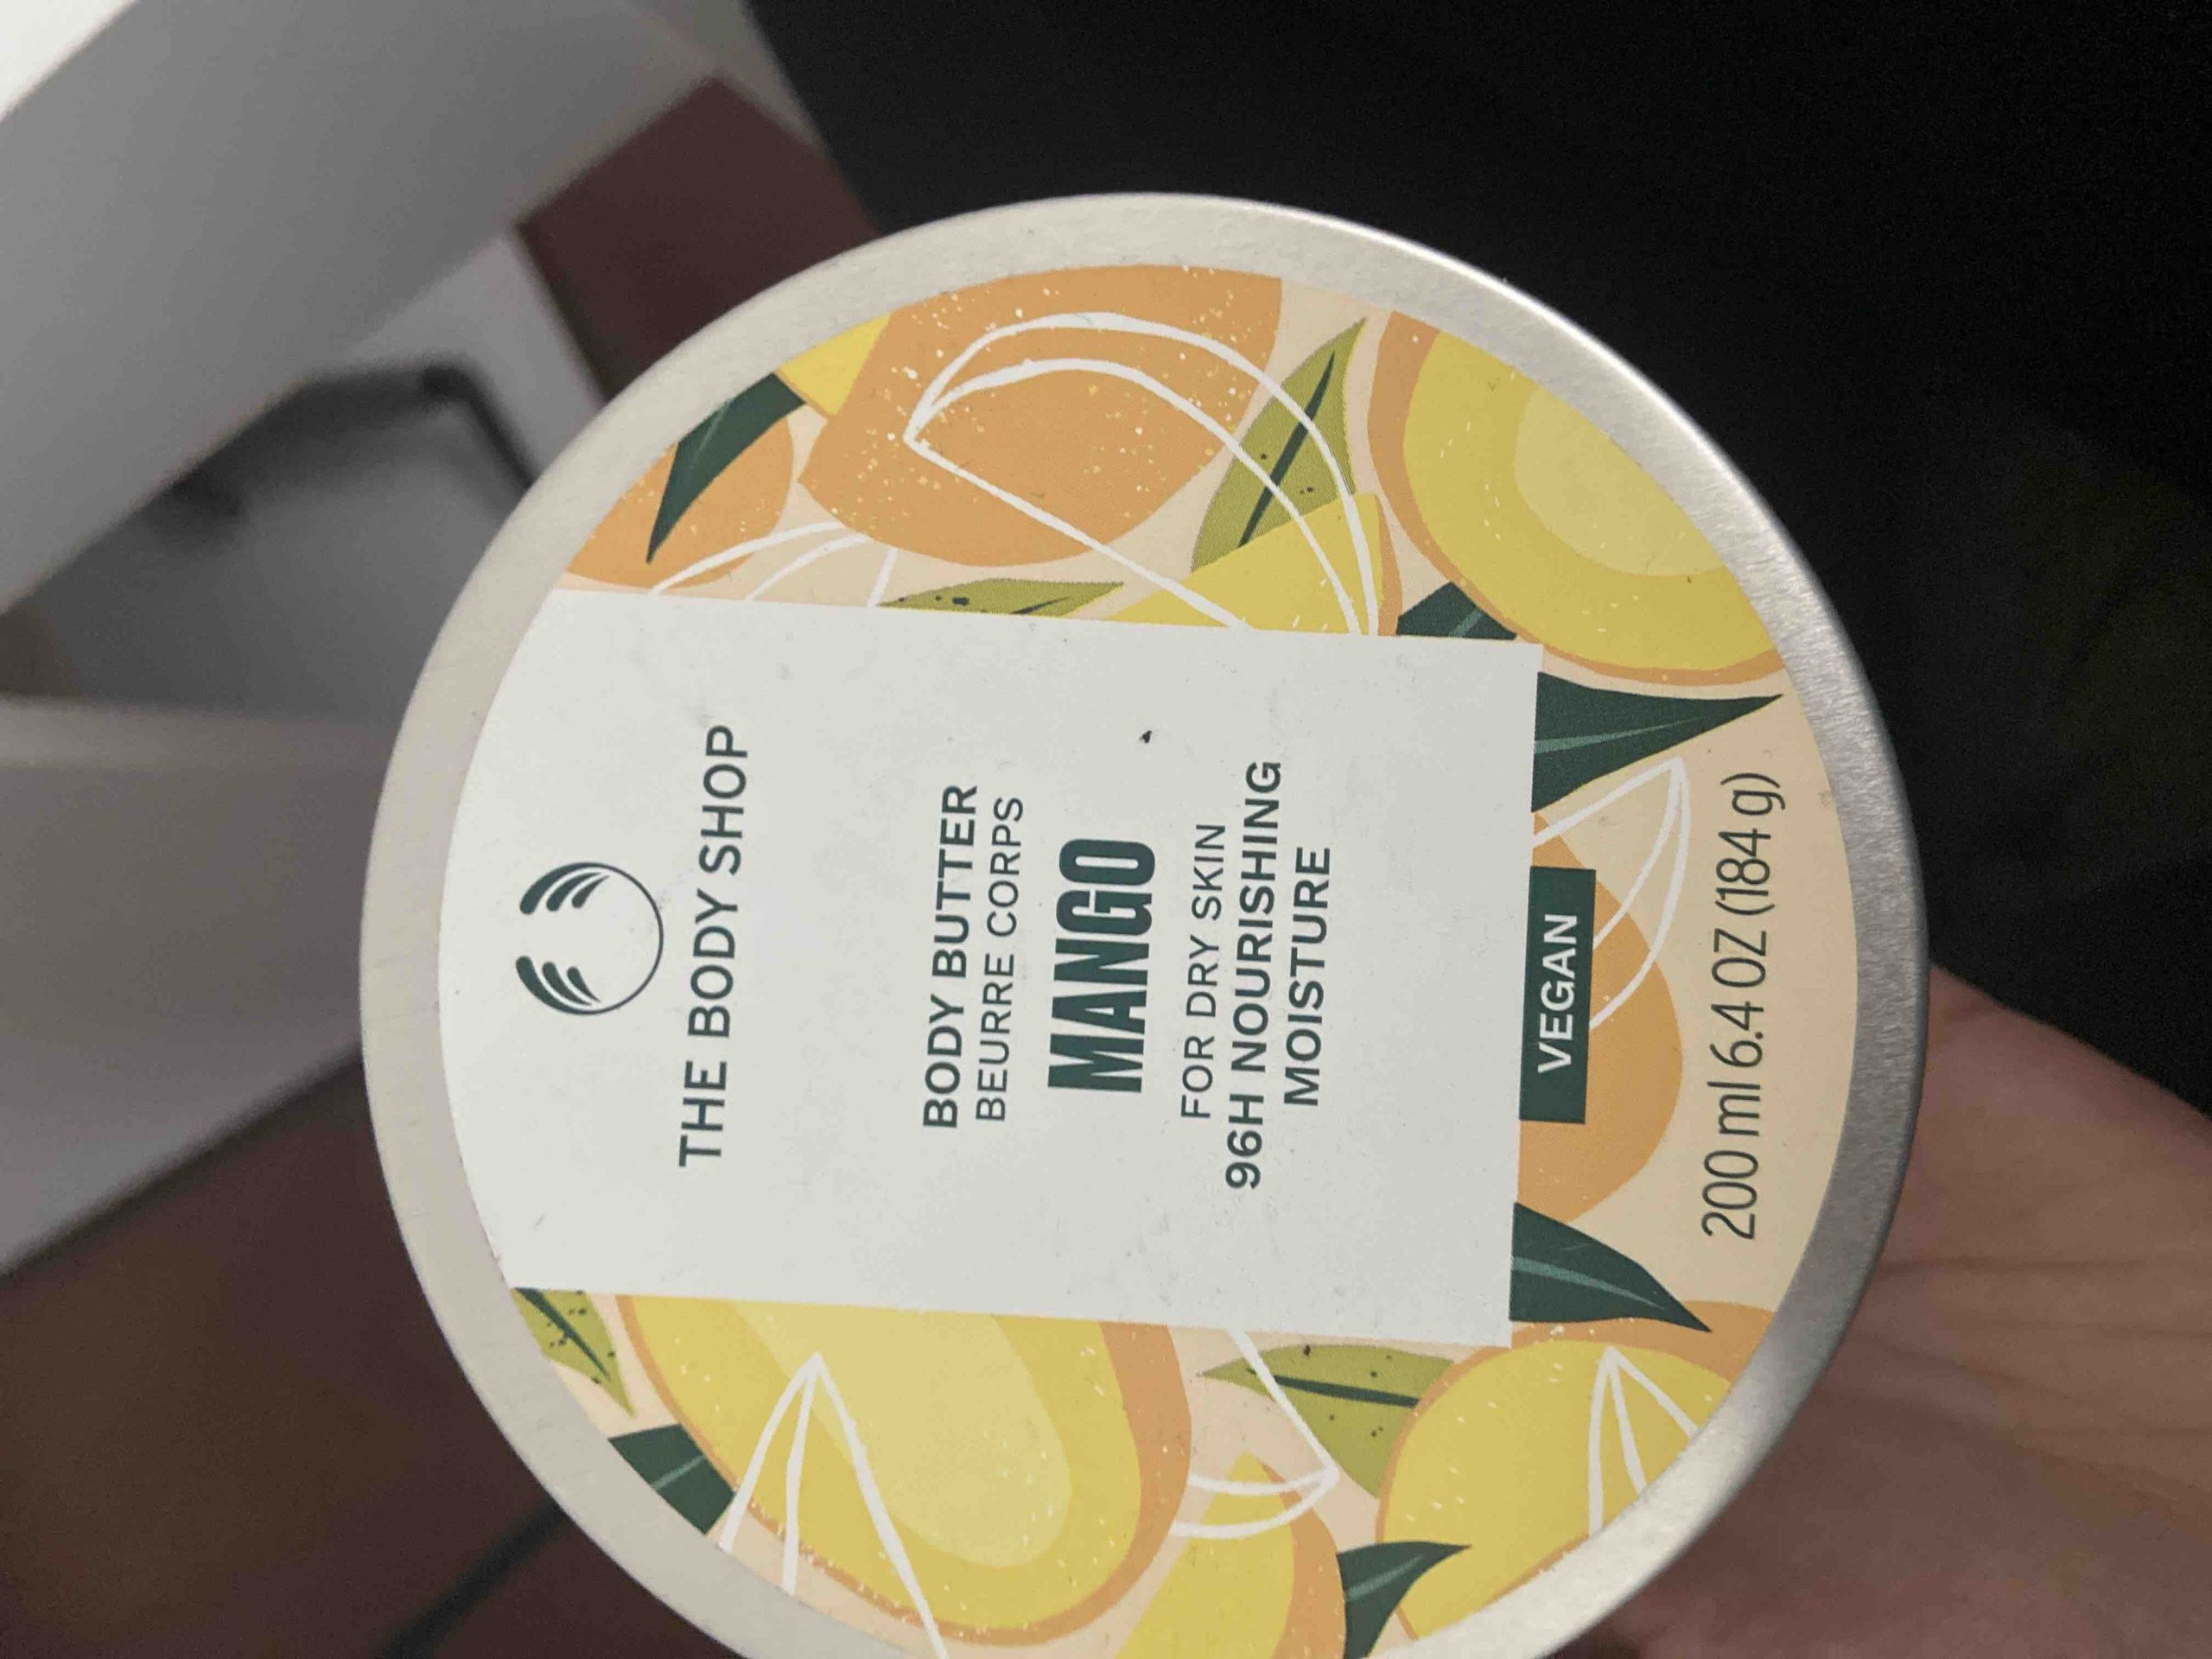 THE BODY SHOP
BODY BUTTER
BEURRE CORPS
MANGO
FOR DRY SKIN
96H NOURISHING
MOISTURE
VEGAN
200 ml 6.4 OZ (184 g)